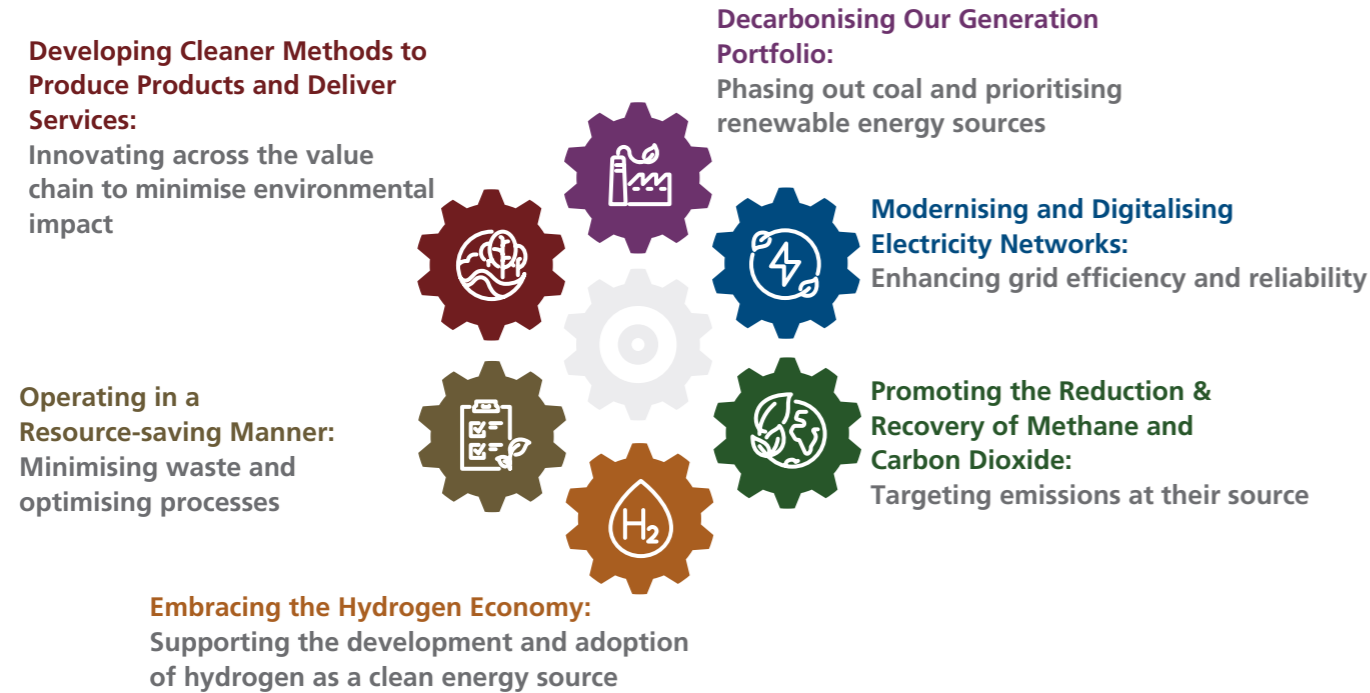 Developing Cleaner Methods to
Produce Products and Deliver
Services:
Innovating across the value
chain to minimise environmental
impact
Decarbonising Our Generation
Portfolio:
Phasing out coal and prioritising
renewable energy sources
Modernising and Digitalising
Electricity Networks:
Enhancing grid efficiency and reliability
Promoting the Reduction &
Recovery of Methane and
Carbon Dioxide:
Targeting emissions at their source
Operating in a
Resource-saving Manner:
Minimising waste and
optimising processes
H₂
Embracing the Hydrogen Economy:
Supporting the development and adoption
of hydrogen as a clean energy source